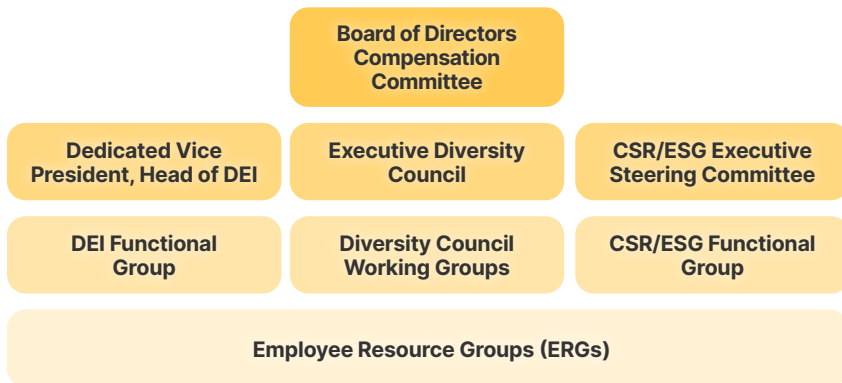 Board of Directors
Compensation
Committee
Dedicated Vice
President, Head of DEI
Executive Diversity
Council
CSR/ESG Executive
Steering Committee
DEI Functional
Group
Diversity Council
Working Groups
CSR/ESG Functional
Group
Employee Resource Groups (ERGs)